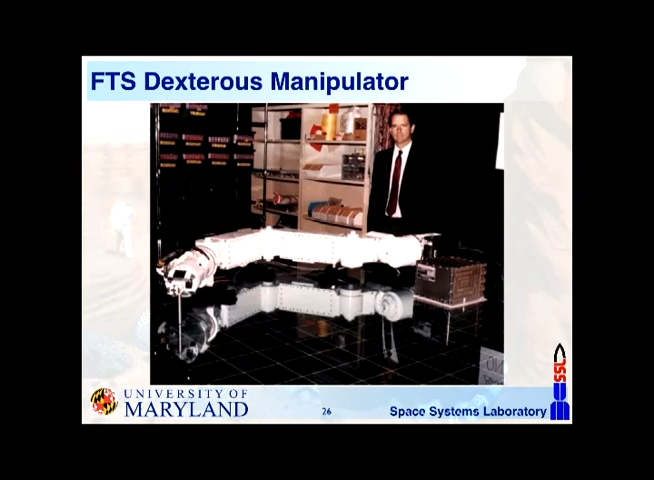 FTS Dexterous Manipulator
UNIVERSITY OF
MARYLAND
26
Space Systems Laboratory
SSL